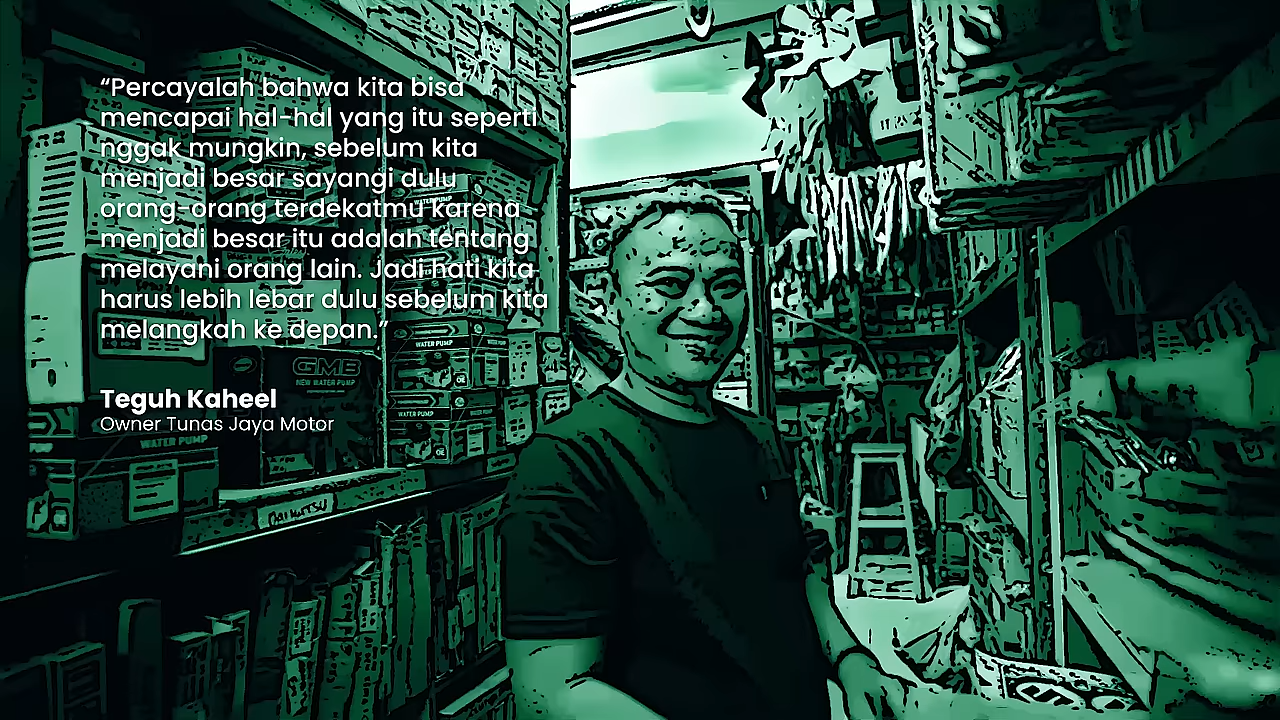 “Percayalah bahwa kita bisa
mencapai hal-hal yang itu seperti
nggak mungkin, sebelum kita
menjadi besar sayangi dulu
orang-orang terdekatmu karena
menjadi besar itu adalah tentang
melayani orang lain. Jadi hati kita
harus lebih lebar dulu sebelum kita
melangkah ke depan.”
Teguh Kaheel
Owner Tunas Jaya Motor
WATER PUMP
GMB
NEW WATER PUMP
WATER PUMP
WATER PUMP
DAIHATSU